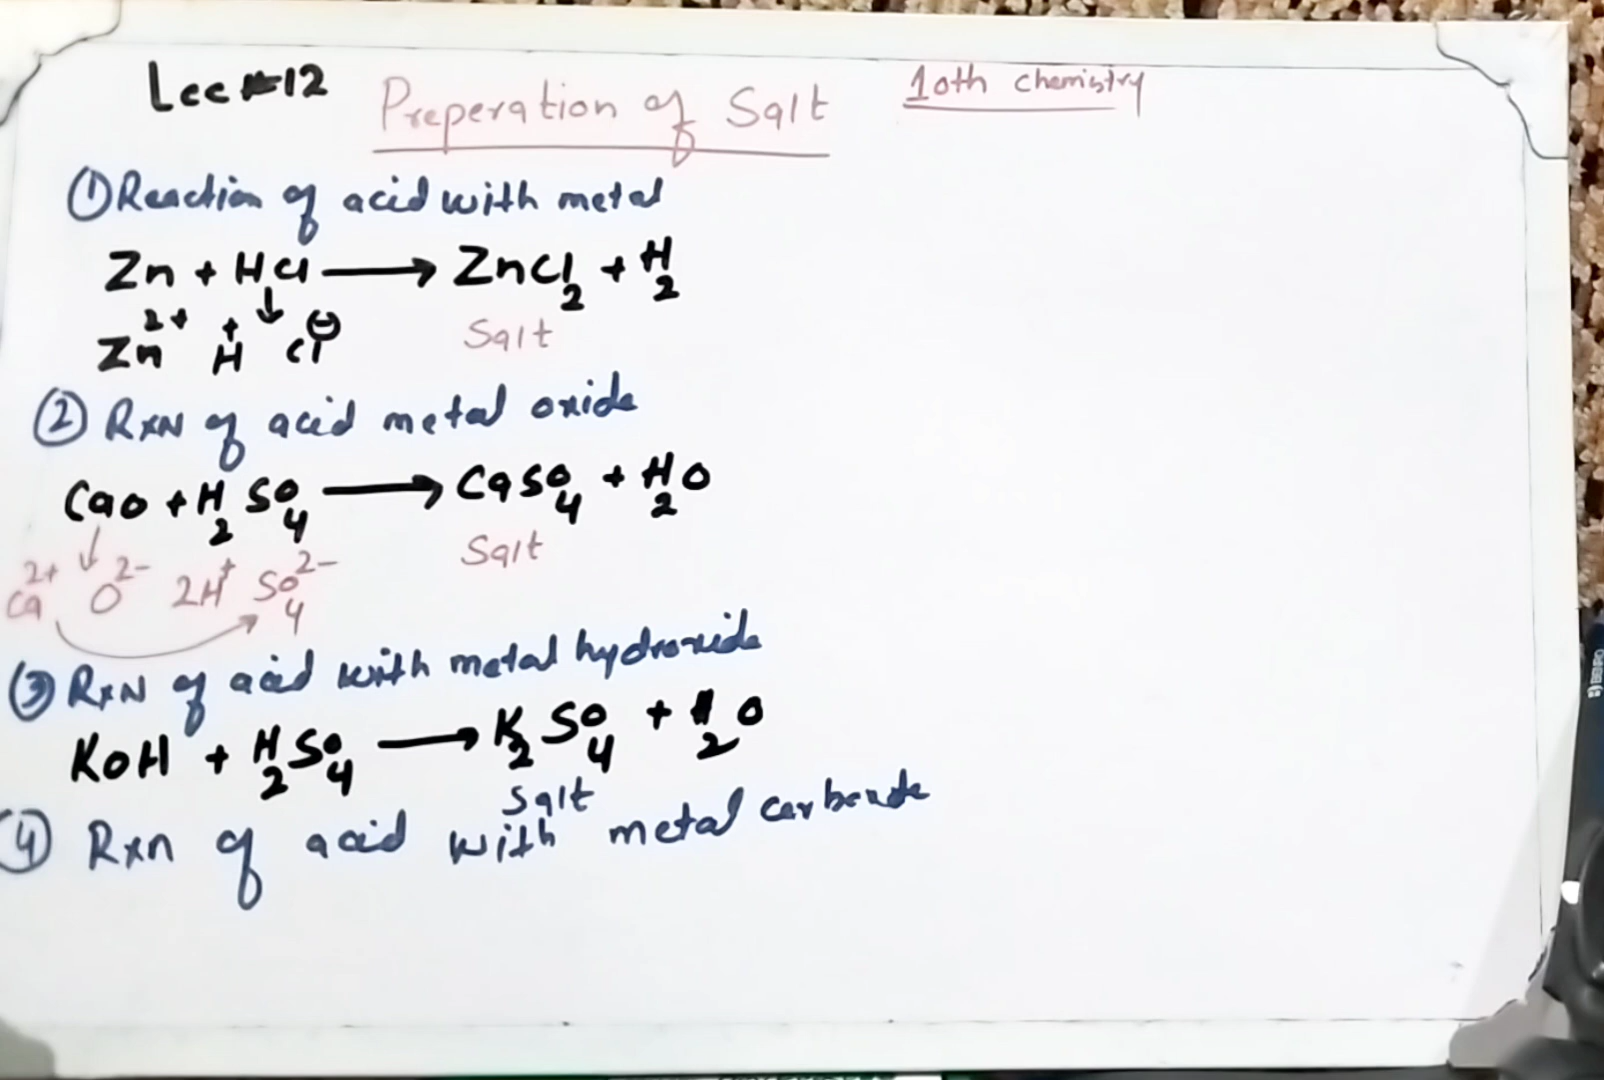 Lec #12 Preperation of Salt 10th chemistry
① Reaction of acid with metal
Zn + HCl → ZnCl₂ + H₂
↓
Zn²⁺ H⁺ Cl⁻ Salt
② RxN of acid metal oxide
CaO + H₂SO₄ → CaSO₄ + H₂O
↓ Salt
Ca²⁺ O²⁻ 2H⁺ SO₄²⁻
③ RxN of acid with metal hydroxide
KOH + H₂SO₄ → K₂SO₄ + H₂O
Salt
④ Rxn of acid with metal carbonate